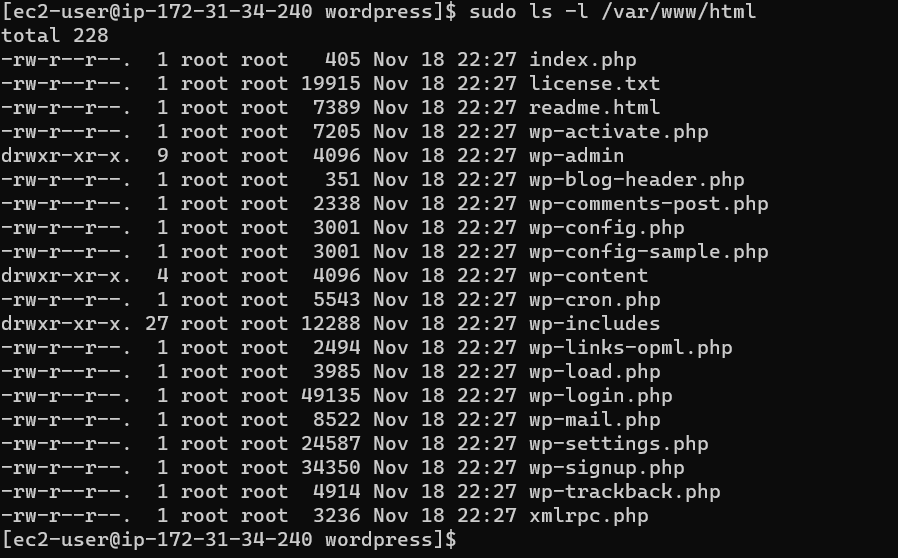 [ec2-user@ip-172-31-34-240 wordpress]$ sudo ls -l /var/www/html
total 228
-rw-r--r--.  1 root root   405 Nov 18 22:27 index.php
-rw-r--r--.  1 root root 19915 Nov 18 22:27 license.txt
-rw-r--r--.  1 root root  7389 Nov 18 22:27 readme.html
-rw-r--r--.  1 root root  7205 Nov 18 22:27 wp-activate.php
drwxr-xr-x.  9 root root  4096 Nov 18 22:27 wp-admin
-rw-r--r--.  1 root root   351 Nov 18 22:27 wp-blog-header.php
-rw-r--r--.  1 root root  2338 Nov 18 22:27 wp-comments-post.php
-rw-r--r--.  1 root root  3001 Nov 18 22:27 wp-config.php
-rw-r--r--.  1 root root  3001 Nov 18 22:27 wp-config-sample.php
drwxr-xr-x.  4 root root  4096 Nov 18 22:27 wp-content
-rw-r--r--.  1 root root  5543 Nov 18 22:27 wp-cron.php
drwxr-xr-x. 27 root root 12288 Nov 18 22:27 wp-includes
-rw-r--r--.  1 root root  2494 Nov 18 22:27 wp-links-opml.php
-rw-r--r--.  1 root root  3985 Nov 18 22:27 wp-load.php
-rw-r--r--.  1 root root 49135 Nov 18 22:27 wp-login.php
-rw-r--r--.  1 root root  8522 Nov 18 22:27 wp-mail.php
-rw-r--r--.  1 root root 24587 Nov 18 22:27 wp-settings.php
-rw-r--r--.  1 root root 34350 Nov 18 22:27 wp-signup.php
-rw-r--r--.  1 root root  4914 Nov 18 22:27 wp-trackback.php
-rw-r--r--.  1 root root  3236 Nov 18 22:27 xmlrpc.php
[ec2-user@ip-172-31-34-240 wordpress]$